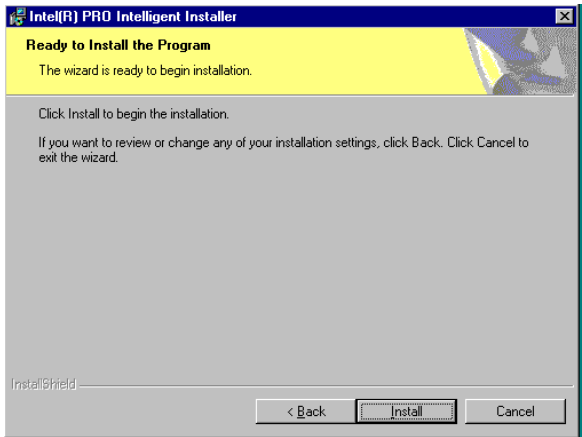 Intel(R) PRO Intelligent Installer
Ready to Install the Program
The wizard is ready to begin installation.
Click Install to begin the installation.
If you want to review or change any of your installation settings, click Back. Click Cancel to
exit the wizard.
InstallShield
< Back Install Cancel